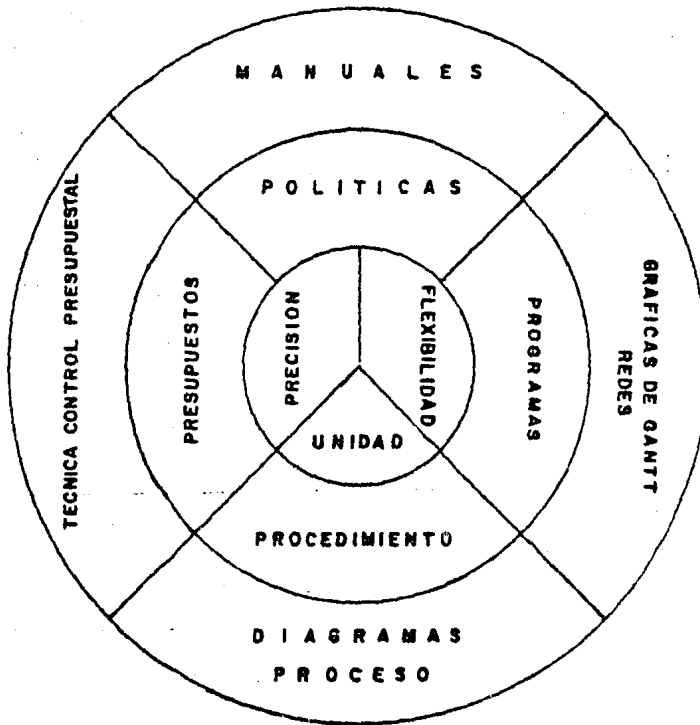 MANUALES
POLITICAS
TECNICA CONTROL PRESUPUESTAL
PRESUPUESTOS
PRECISION
FLEXIBILIDAD
PROGRAMAS
GRAFICAS DE GANTT
REDES
UNIDAD
PROCEDIMIENTO
DIAGRAMAS
PROCESO